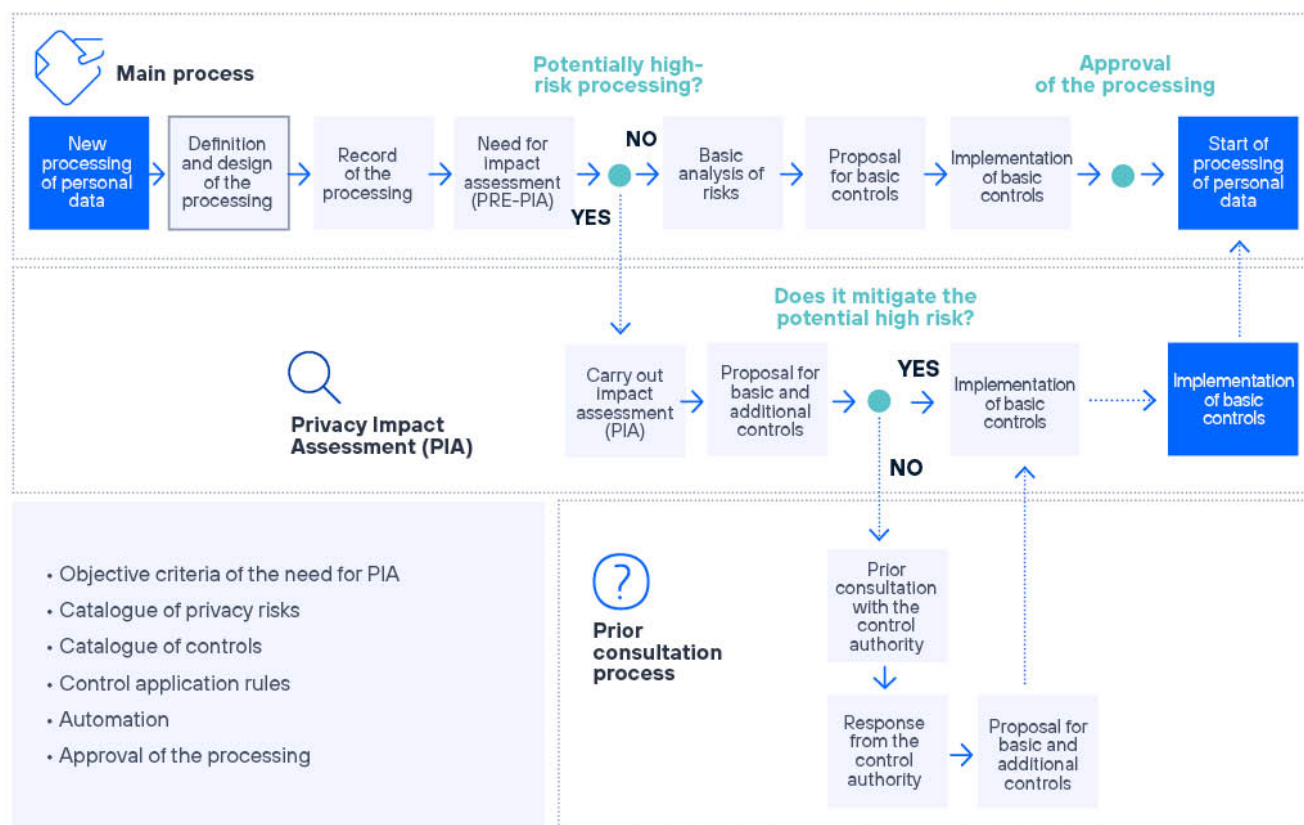 Main process
Potentially high-
risk processing?
Approval
of the processing
New
processing
of personal
data
Definition
and design
of the
processing
Record
of the
processing
Need for
impact
assessment
(PRE-PIA)
NO
YES
Basic
analysis of
risks
Proposal
for basic
controls
Implementation
of basic
controls
Start of
processing
of personal
data
Does it mitigate the
potential high risk?
Privacy Impact
Assessment (PIA)
Carry out
impact
assessment
(PIA)
Proposal for
basic and
additional
controls
YES
NO
Implementation
of basic
controls
Implementation
of basic
controls
• Objective criteria of the need for PIA
• Catalogue of privacy risks
• Catalogue of controls
• Control application rules
• Automation
• Approval of the processing
?
Prior
consultation
process
Prior
consultation
with the
control
authority
Response
from the
control
authority
Proposal for
basic and
additional
controls